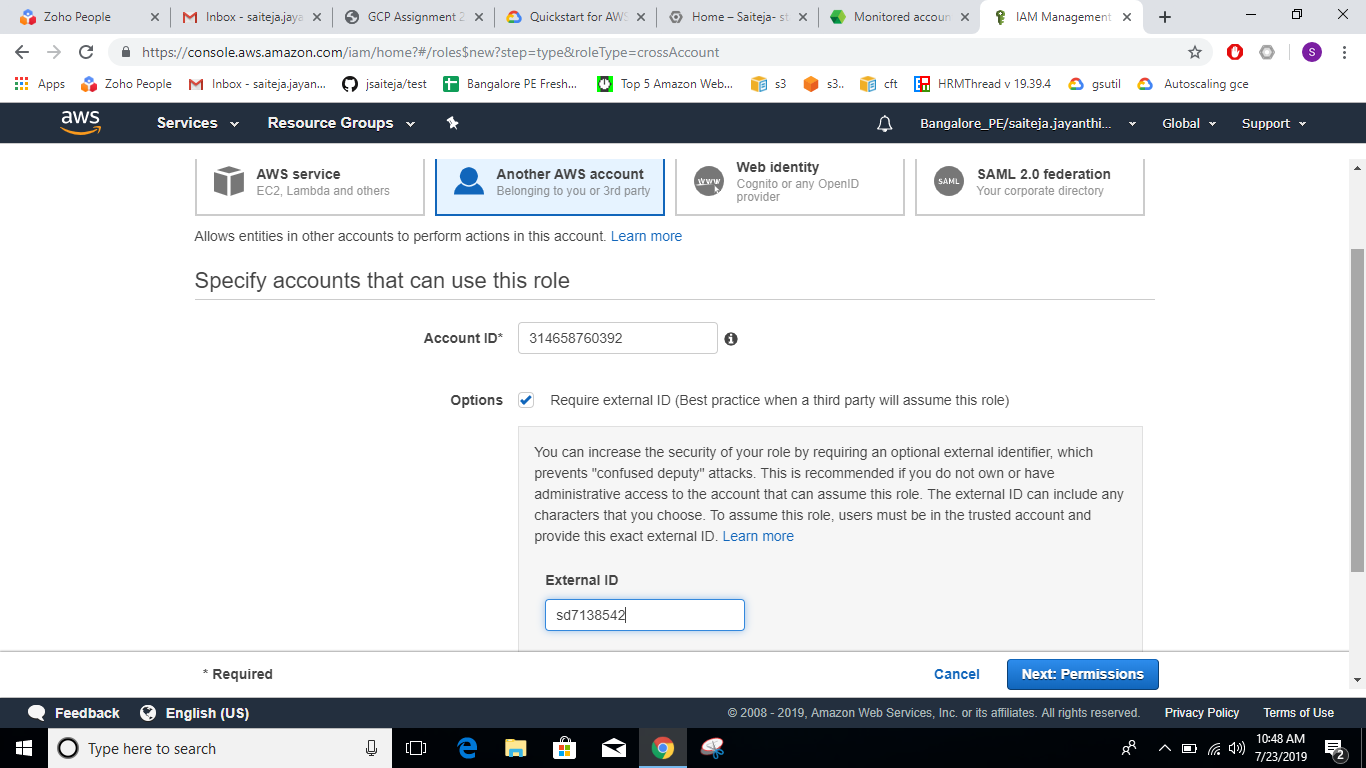 Zoho People
Inbox - saiteja.jaya
GCP Assignment 2
Quickstart for AWS
Home – Saiteja- st
Monitored accoun
IAM Management
https://console.aws.amazon.com/iam/home?#/roles$new?step=type&roleType=crossAccount
S
Apps
Zoho People
Inbox - saiteja.jayan...
jsaiteja/test
Bangalore PE Fresh...
Top 5 Amazon Web...
s3
s3..
cft
HRMThread v 19.39.4
gsutil
Autoscaling gce
aws
Services
Resource Groups
Bangalore_PE/saiteja.jayanthi...
Global
Support
AWS service
EC2, Lambda and others
Another AWS account
Belonging to you or 3rd party
www
Web identity
Cognito or any OpenID
provider
SAML
SAML 2.0 federation
Your corporate directory
Allows entities in other accounts to perform actions in this account. Learn more
Specify accounts that can use this role
Account ID* 314658760392
Options Require external ID (Best practice when a third party will assume this role)
You can increase the security of your role by requiring an optional external identifier, which
prevents "confused deputy" attacks. This is recommended if you do not own or have
administrative access to the account that can assume this role. The external ID can include any
characters that you choose. To assume this role, users must be in the trusted account and
provide this exact external ID. Learn more
External ID
sd7138542
* Required
Cancel
Next: Permissions
Feedback
English (US)
© 2008 - 2019, Amazon Web Services, Inc. or its affiliates. All rights reserved.
Privacy Policy
Terms of Use
Type here to search
10:48 AM
7/23/2019
2